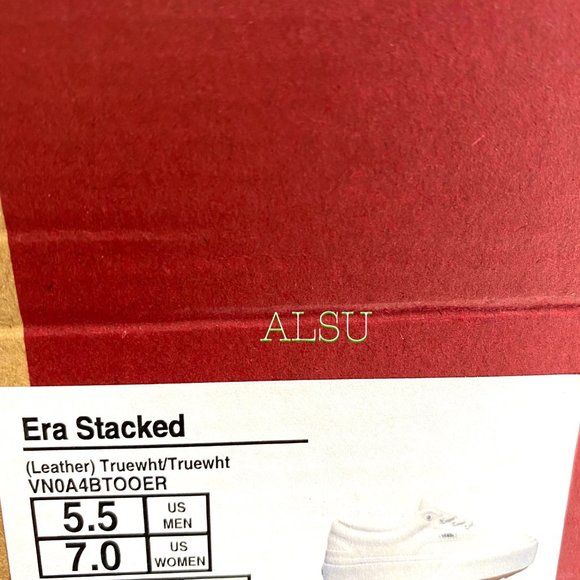 ALSU
Era Stacked
(Leather) Truewht/Truewht
VN0A4BTOOER
5.5 US MEN
7.0 US WOMEN